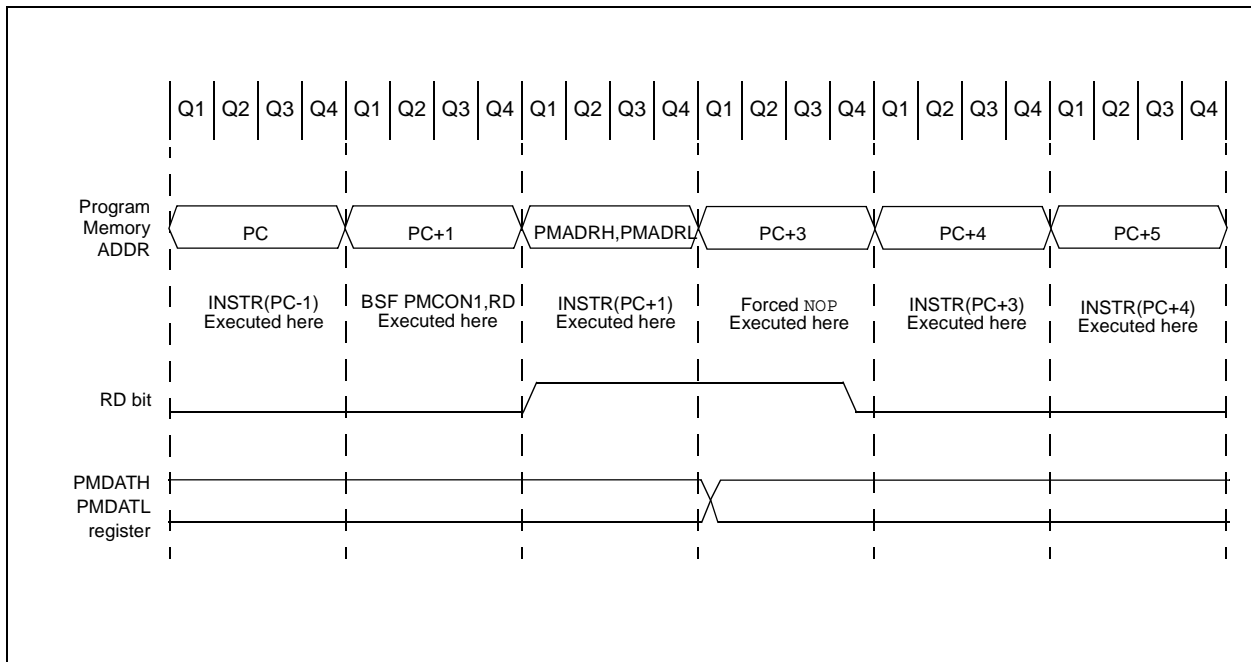 Q1 Q2 Q3 Q4 Q1 Q2 Q3 Q4 Q1 Q2 Q3 Q4 Q1 Q2 Q3 Q4 Q1 Q2 Q3 Q4 Q1 Q2 Q3 Q4
Program
Memory
ADDR
PC PC+1 PMADRH,PMADRL PC+3 PC+4 PC+5
INSTR(PC-1)
Executed here
BSF PMCON1,RD
Executed here
INSTR(PC+1)
Executed here
Forced NOP
Executed here
INSTR(PC+3)
Executed here
INSTR(PC+4)
Executed here
RD bit
PMDATH
PMDATL
register